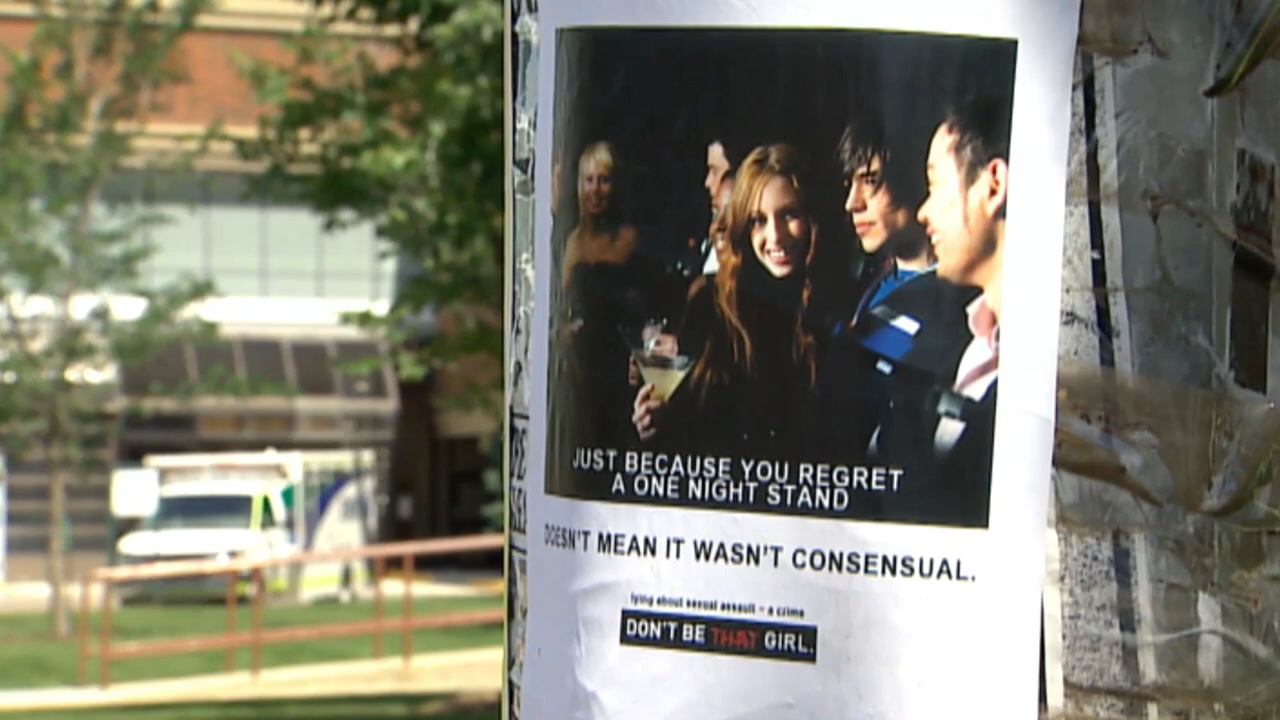 JUST BECAUSE YOU REGRET
A ONE NIGHT STAND
DOESN'T MEAN IT WASN'T CONSENSUAL.
lying about sexual assault – a crime
DON'T BE THAT GIRL.